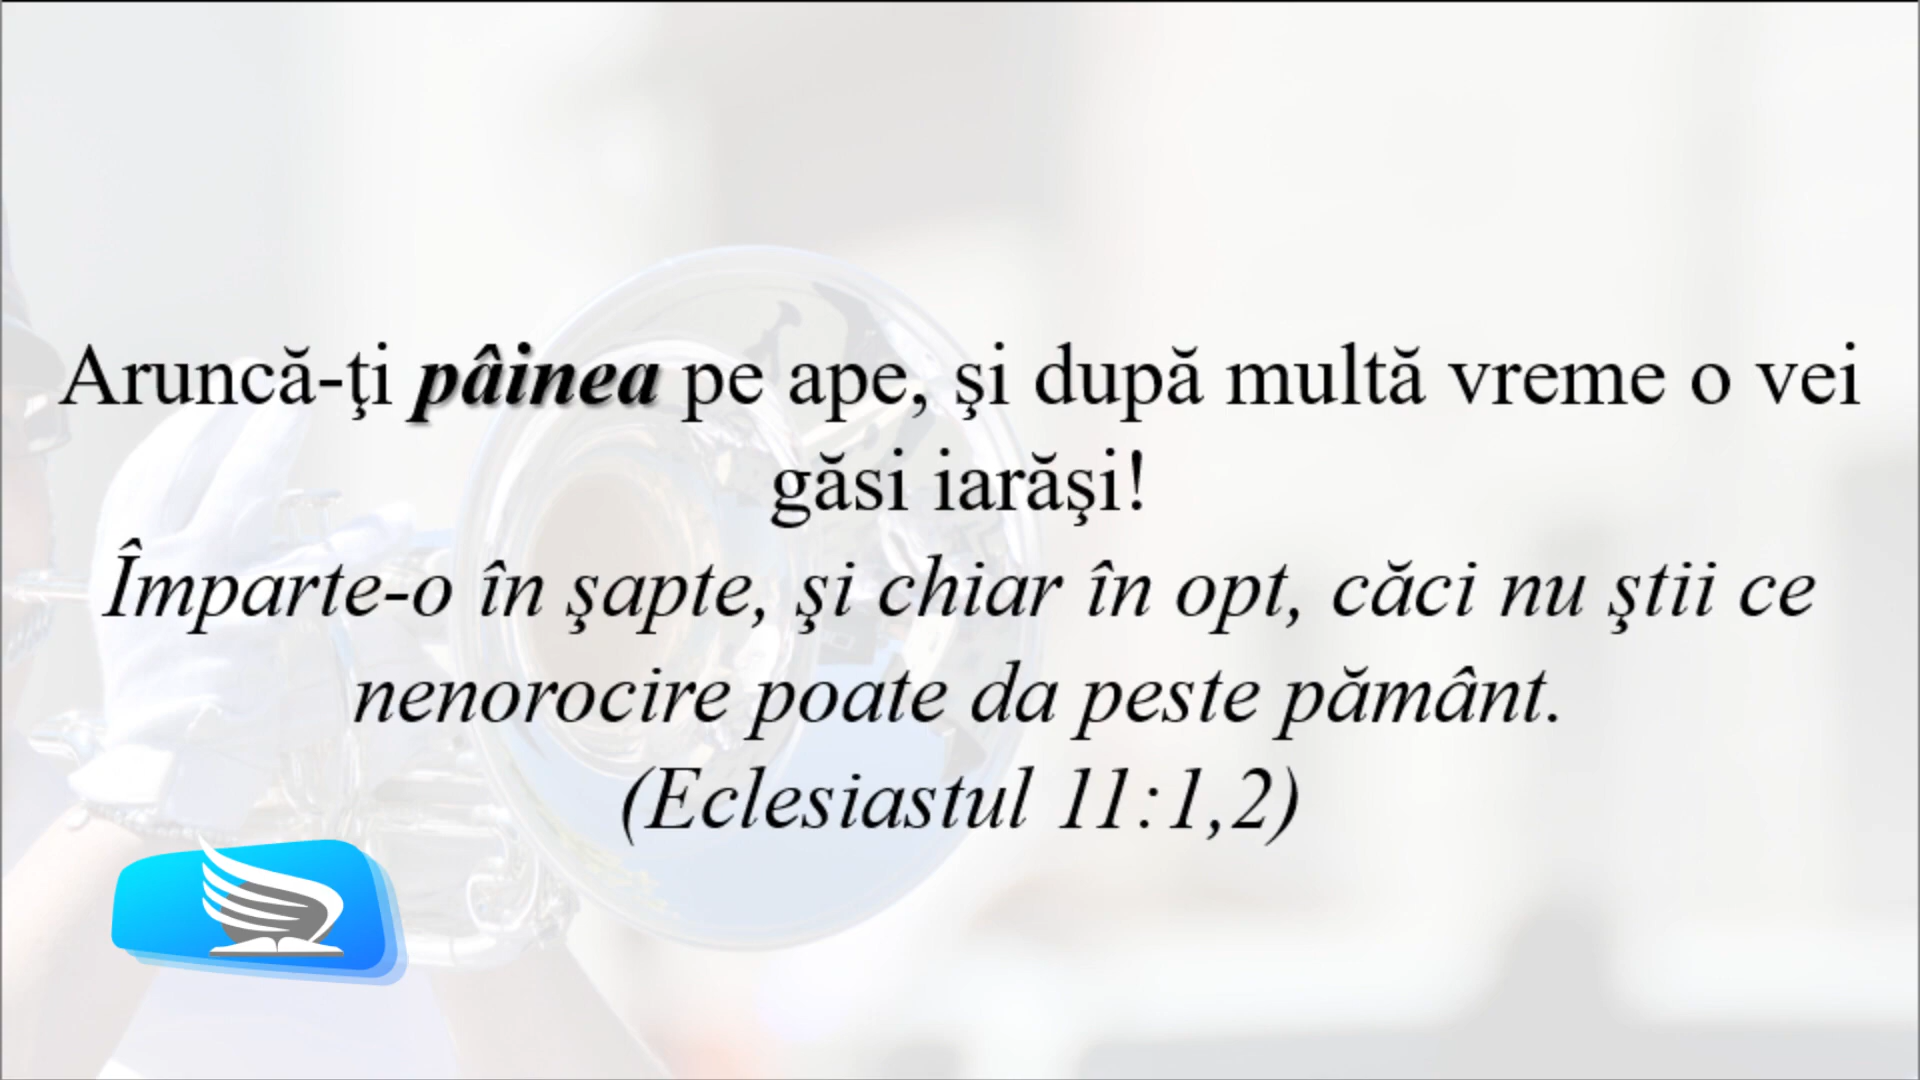 Aruncă-ţi pâinea pe ape, şi după multă vreme o vei
găsi iarăşi!
Împarte-o în şapte, şi chiar în opt, căci nu ştii ce
nenorocire poate da peste pământ.
(Eclesiastul 11:1,2)